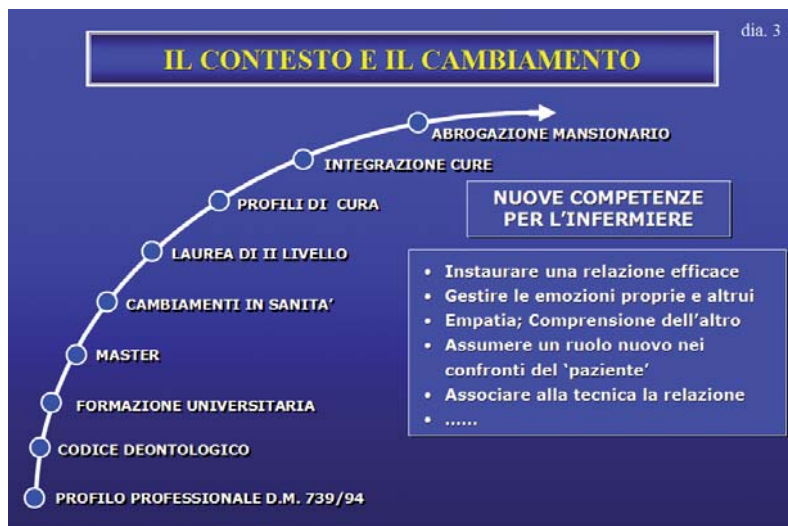 dia. 3
IL CONTESTO E IL CAMBIAMENTO
ABROGAZIONE MANSIONARIO
INTEGRAZIONE CURE
PROFILI DI CURA
LAUREA DI II LIVELLO
CAMBIAMENTI IN SANITA'
MASTER
FORMAZIONE UNIVERSITARIA
CODICE DEONTOLOGICO
PROFILO PROFESSIONALE D.M. 739/94
NUOVE COMPETENZE
PER L'INFERMIERE
• Instaurare una relazione efficace
• Gestire le emozioni proprie e altrui
• Empatia; Comprensione dell'altro
• Assumere un ruolo nuovo nei
confronti del 'paziente'
• Associare alla tecnica la relazione
• ......